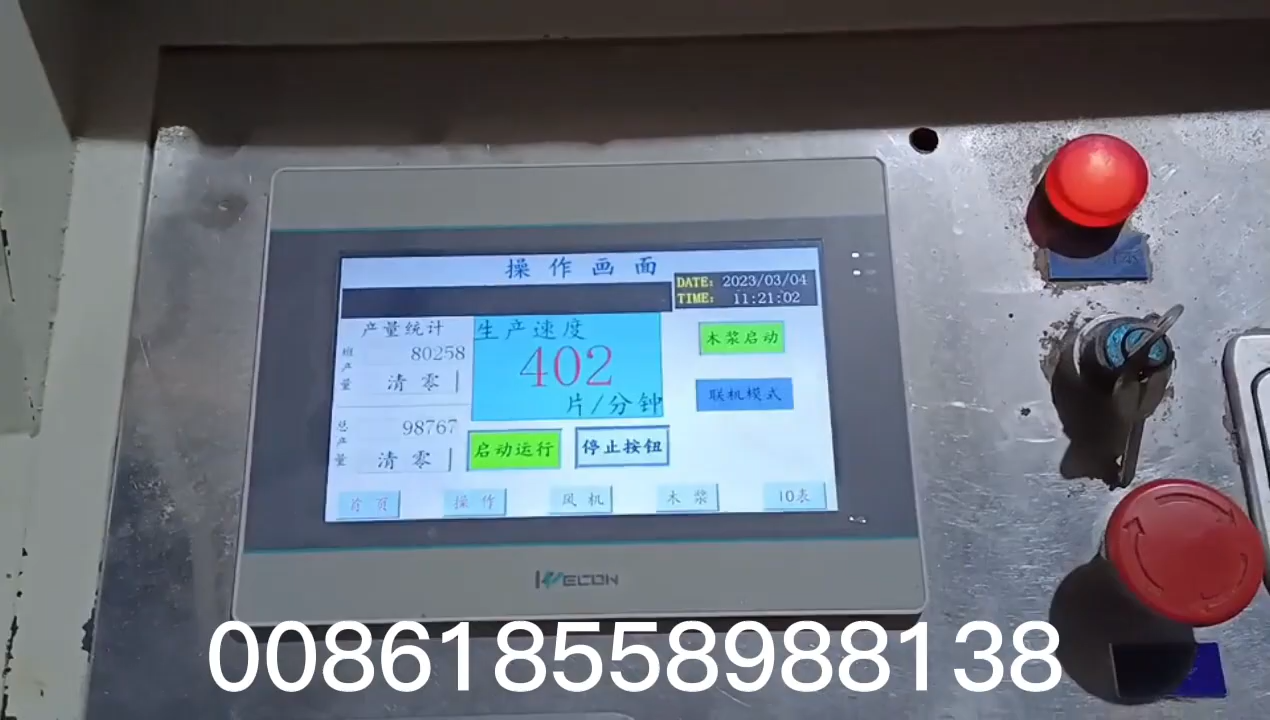 操作画面
DATE: 2023/03/04
TIME: 11:21:02
产量统计
班产量 80258
清零
总产量 98767
清零
生产速度
402
片/分钟
木浆启动
联机模式
启动运行
停止按钮
首页
操作
风机
木浆
IO表
WECON
008618558988138